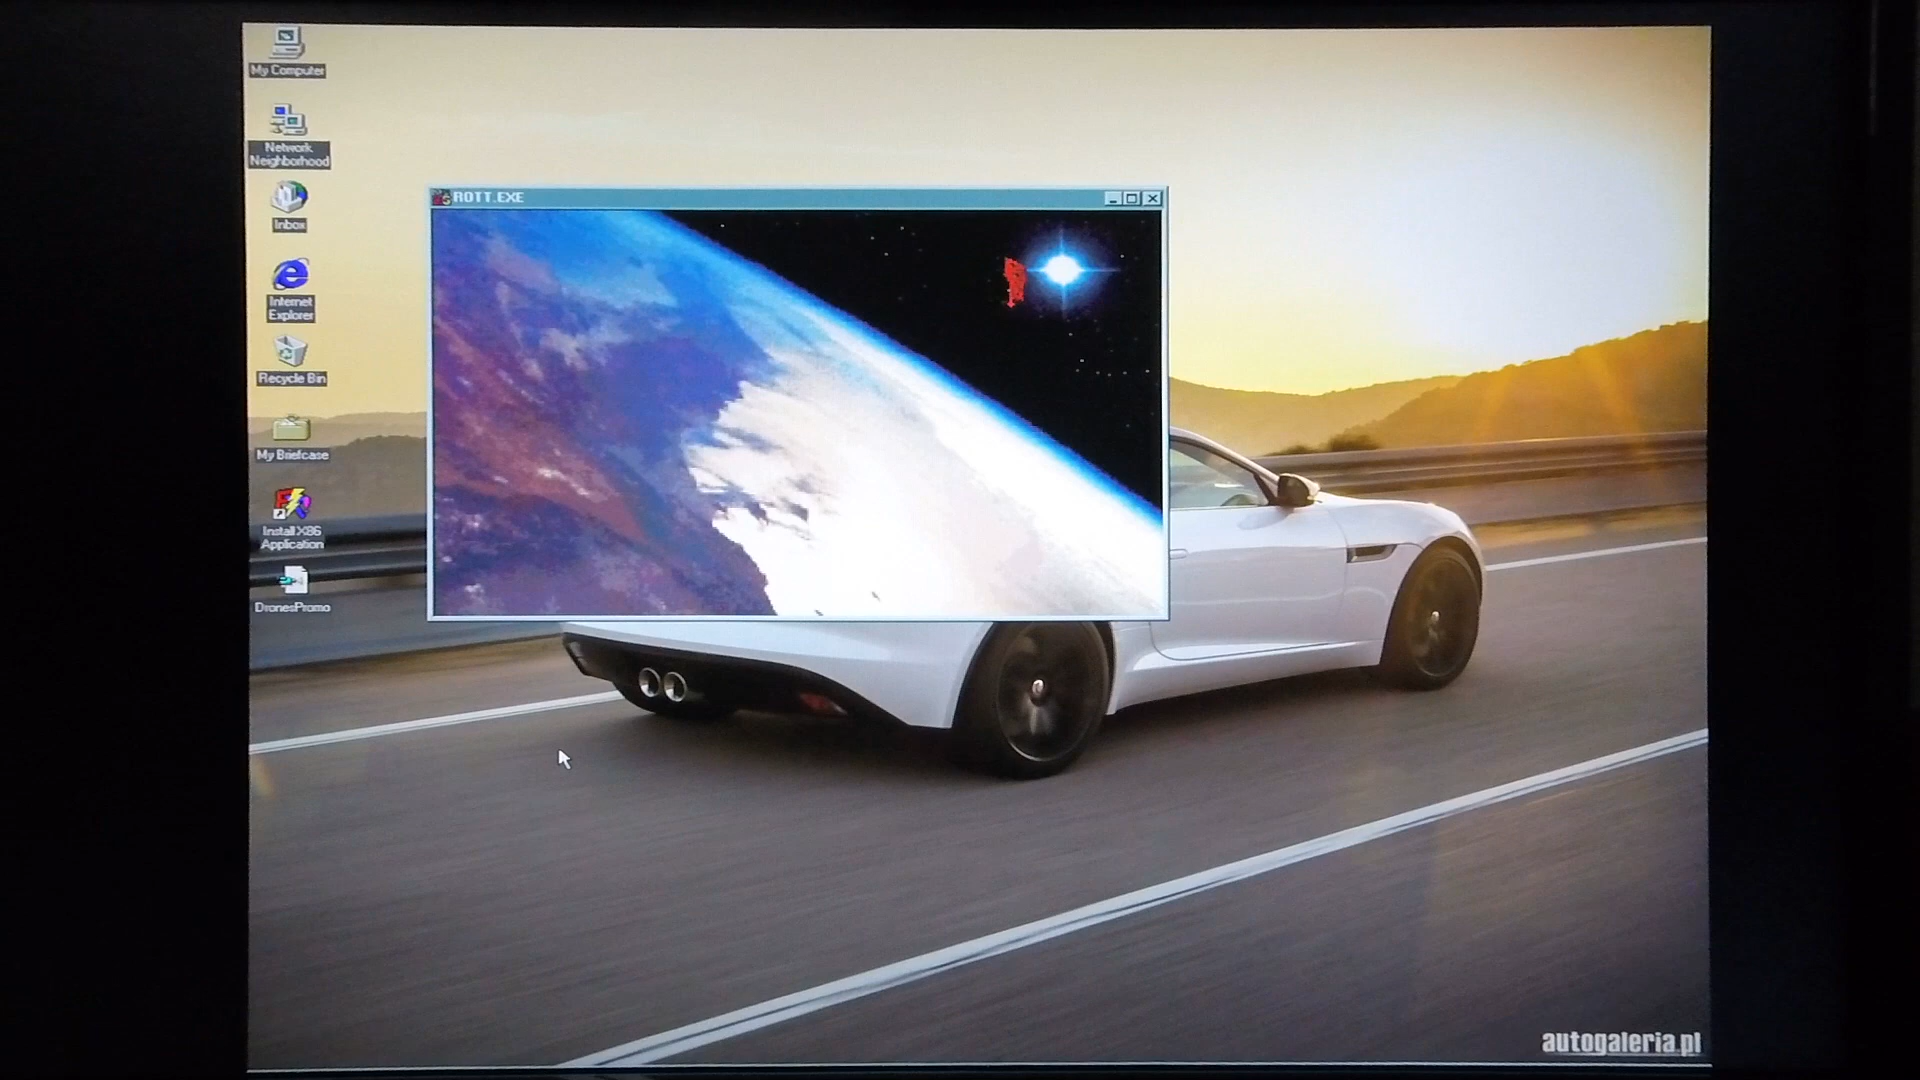 My Computer
Network
Neighborhood
Inbox
Internet
Explorer
Recycle Bin
My Briefcase
Install X86
Application
DronesPromo
ROTT.EXE
autogaleria.pl